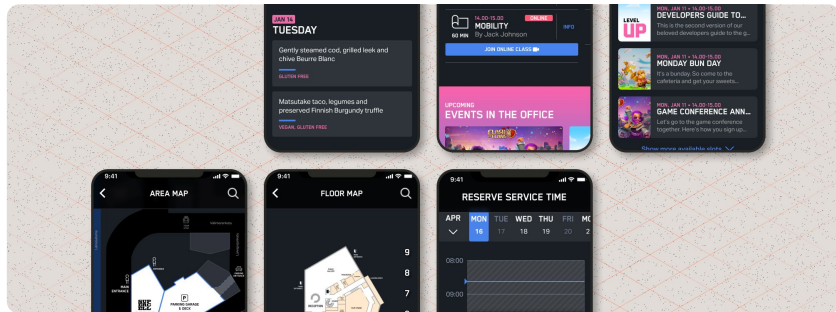 JAN 14
TUESDAY
Gently steamed cod, grilled leek and
chive Beurre Blanc
GLUTEN FREE
Matsutake taco, legumes and
preserved Finnish Burgundy truffle
VEGAN, GLUTEN FREE
14.00-15.00
ONLINE
MOBILITY
INFO
60 MIN
By Jack Johnson
JOIN ONLINE CLASS
UPCOMING
EVENTS IN THE OFFICE
LEVEL
UP
MON, JAN 11 • 14.00-15.00
DEVELOPERS GUIDE TO...
This is the second version of our
beloved developers guide to the g...
MON, JAN 11 • 14.00-15.00
MONDAY BUN DAY
It's a bunday. So come to the
cafeteria and get your sweets...
MON, JAN 11 • 14.00-15.00
GAME CONFERENCE ANN...
Let's go to the game conference
together. Here's how you sign up...
Show more available slots
9:41
AREA MAP
MAIN
ENTRANCE
P
PARKING GARAGE
E DECK
9:41
FLOOR MAP
RECEPTION
9
8
7
9:41
RESERVE SERVICE TIME
APR MON TUE WED THU FRI
16 17 18 19 20 2
08:00
09:00